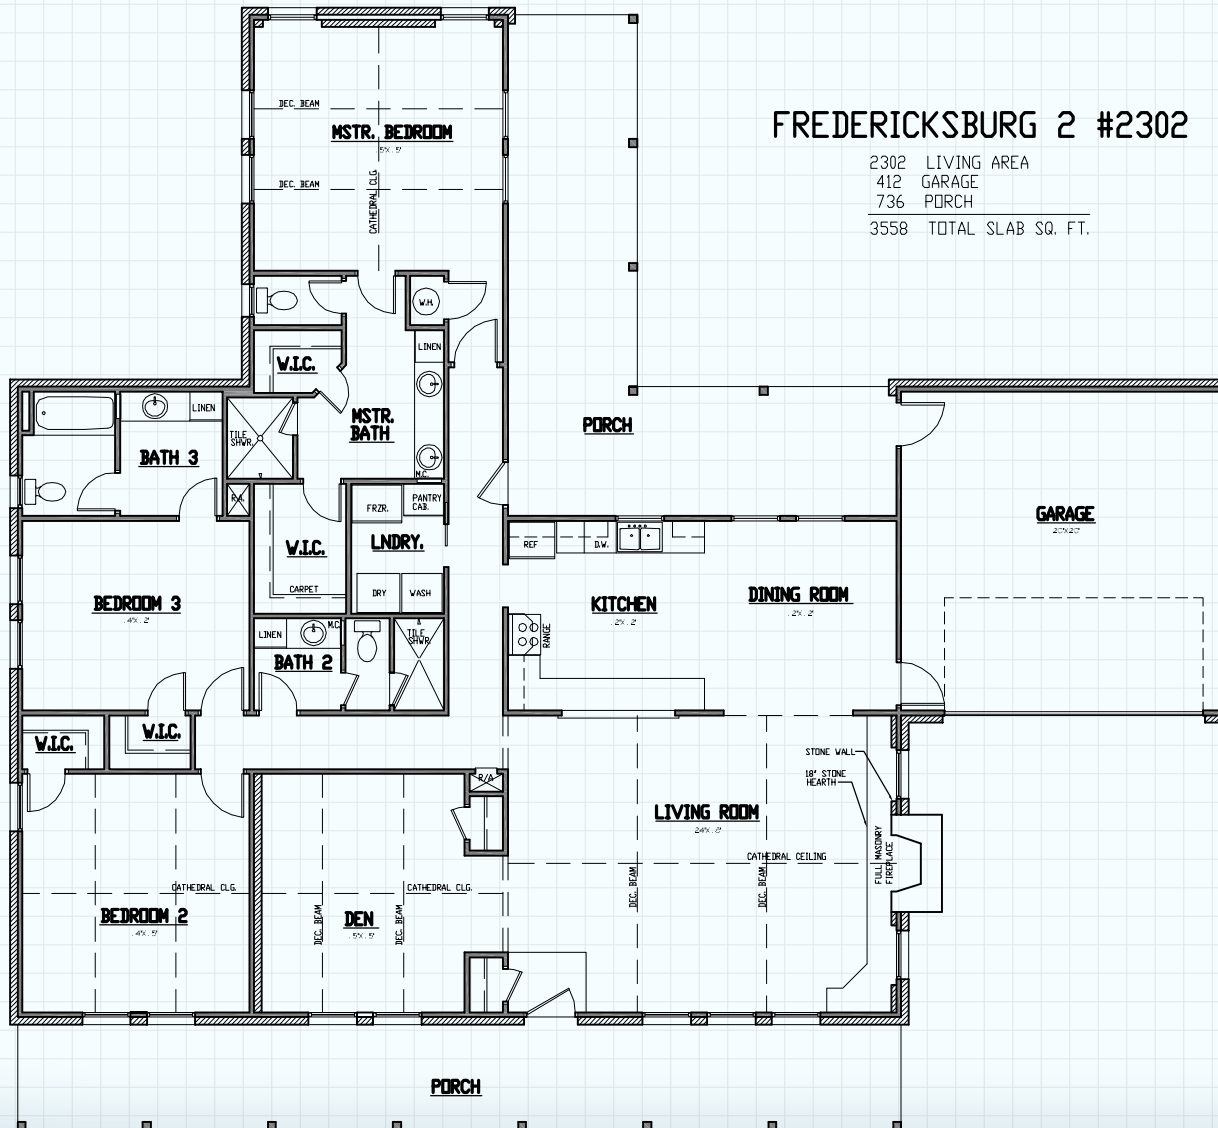 FREDERICKSBURG 2 #2302
2302 LIVING AREA
412 GARAGE
736 PORCH
3558 TOTAL SLAB SQ. FT.
DEC. BEAM
MSTR. BEDROOM
DEC. BEAM
CATHEDRAL CLG.
W.H.
LINEN
W.I.C.
MSTR.
BATH
M.C.
TILE
SHWR.
LINEN
BATH 3
R.A.
PORCH
GARAGE
FRZR.
PANTRY
CAB.
LNDRY.
DRY
WASH
W.I.C.
CARPET
REF
D.W.
KITCHEN
RANGE
DINING ROOM
BEDROOM 3
LINEN
M.C.
BATH 2
TILE
SHWR.
W.I.C.
W.I.C.
R/A
STONE WALL
18" STONE
HEARTH
LIVING ROOM
CATHEDRAL CEILING
FULL MASONRY
FIREPLACE
DEC. BEAM
DEC. BEAM
CATHEDRAL CLG.
BEDROOM 2
CATHEDRAL CLG.
DEN
DEC. BEAM
DEC. BEAM
PORCH